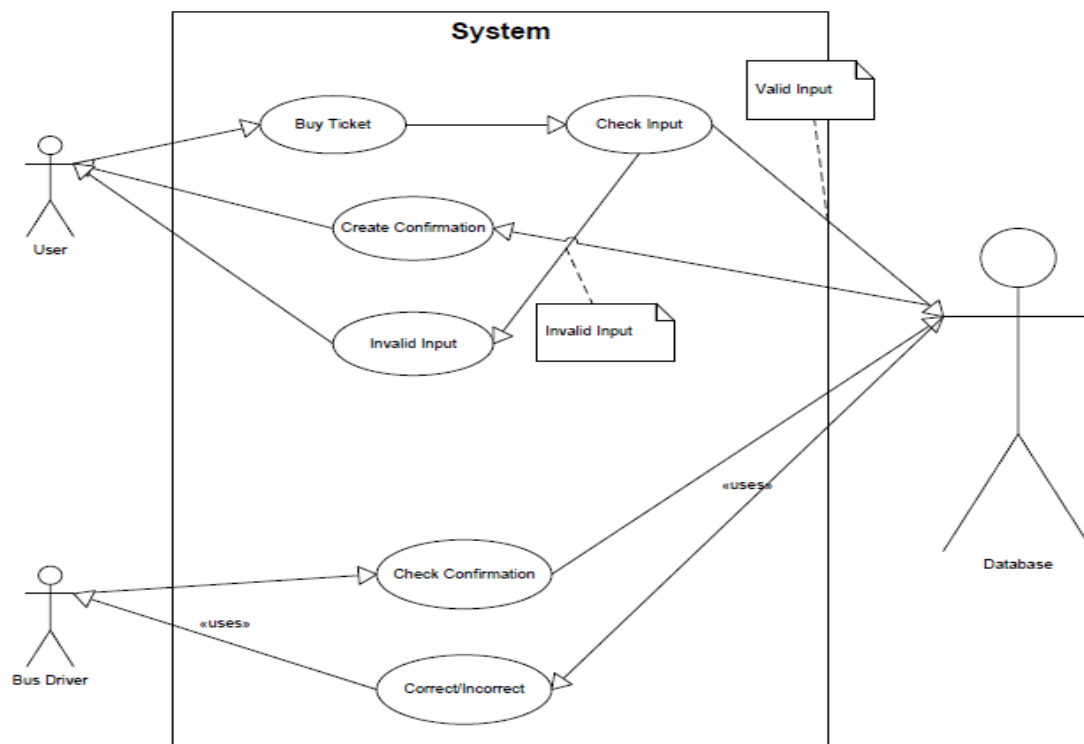 System
Valid Input
Buy Ticket
Check Input
User
Create Confirmation
Invalid Input
Invalid Input
«uses»
Database
Check Confirmation
«uses»
Bus Driver
Correct/Incorrect